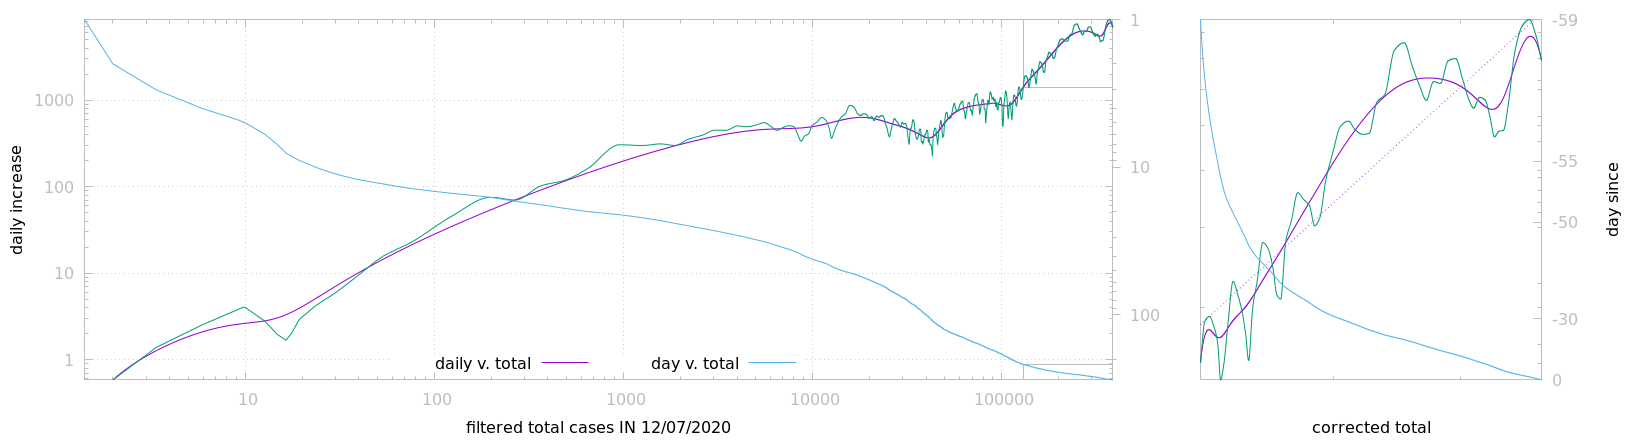 daily increase
1000
100
10
1
10
100
1000
10000
100000
filtered total cases IN 12/07/2020
daily v. total
day v. total
1
10
100
-59
-55
-50
-30
0
day since
corrected total